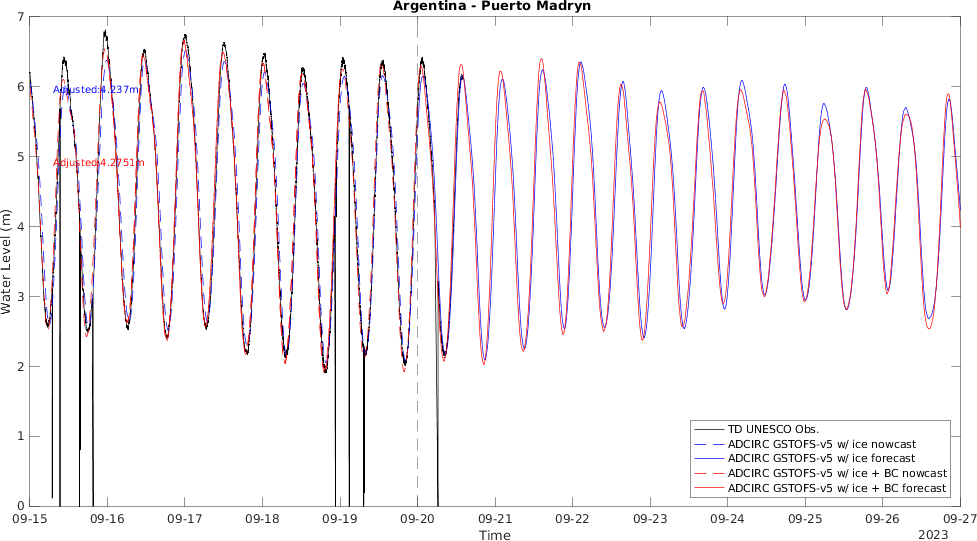 Argentina - Puerto Madryn
7
6
5
4
3
2
1
0
Water Level (m)
Adjusted:4.237m
Adjusted:4.2751m
TD UNESCO Obs.
ADCIRC GSTOFS-v5 w/ ice nowcast
ADCIRC GSTOFS-v5 w/ ice forecast
ADCIRC GSTOFS-v5 w/ ice + BC nowcast
ADCIRC GSTOFS-v5 w/ ice + BC forecast
09-15 09-16 09-17 09-18 09-19 09-20 09-21 09-22 09-23 09-24 09-25 09-26 09-27
Time
2023